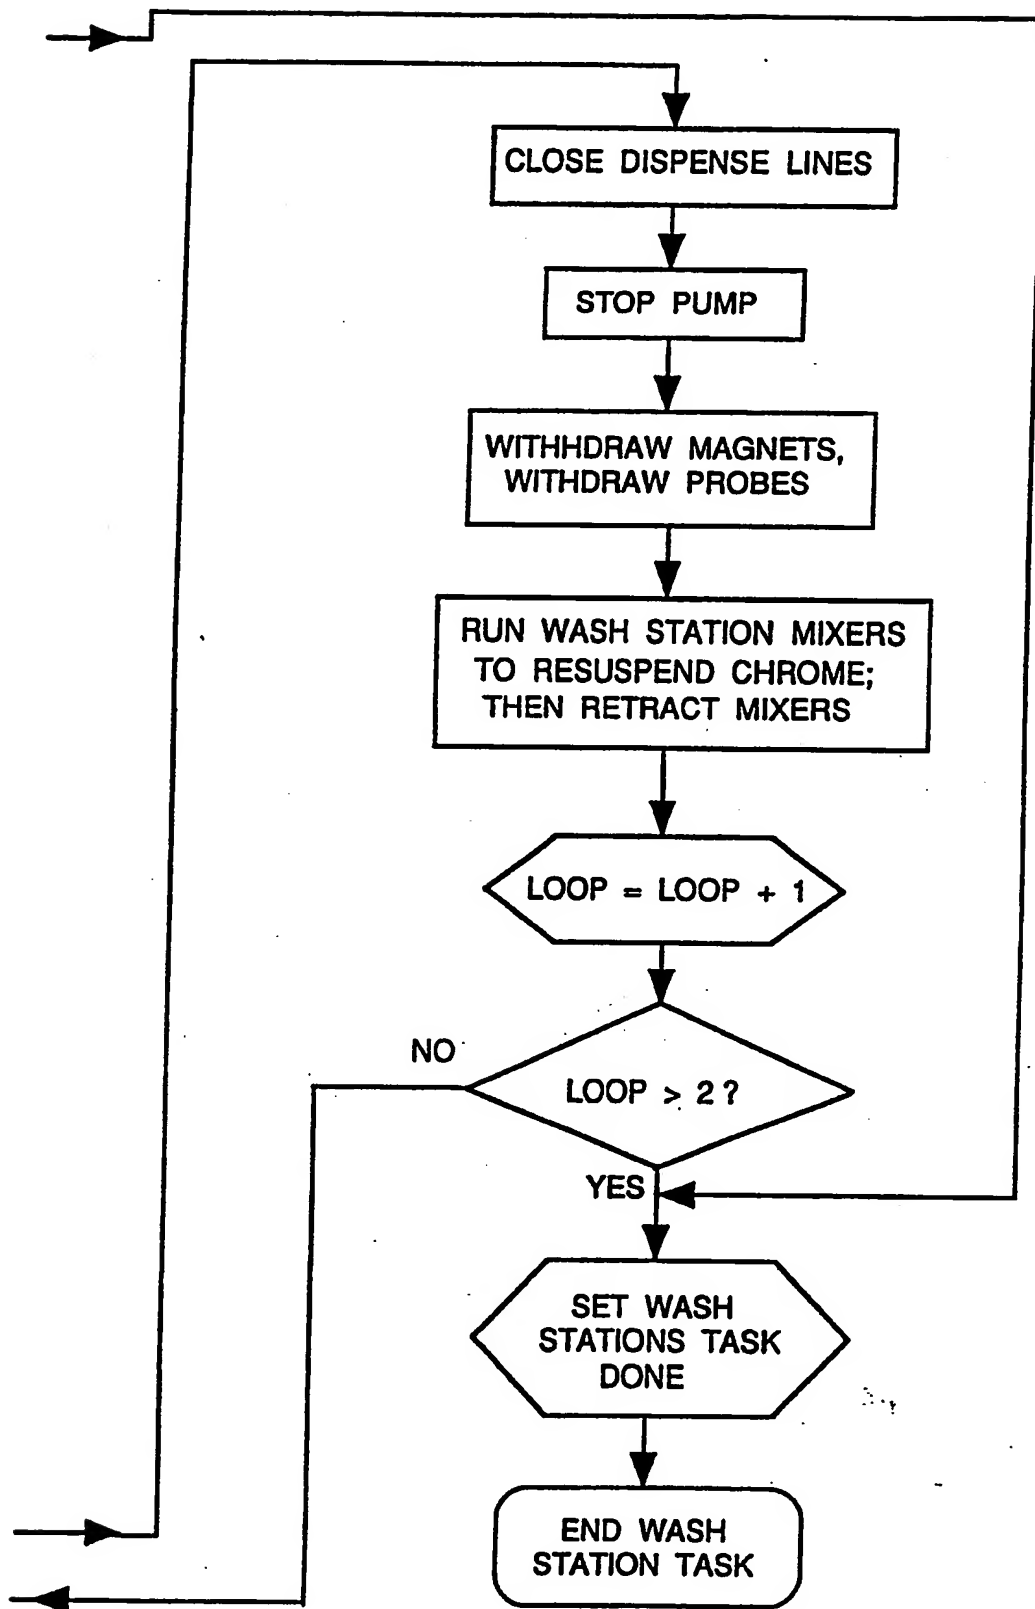 CLOSE DISPENSE LINES
STOP PUMP
WITHHDRAW MAGNETS,
WITHDRAW PROBES
RUN WASH STATION MIXERS
TO RESUSPEND CHROME;
THEN RETRACT MIXERS
LOOP = LOOP + 1
NO
LOOP > 2 ?
YES
SET WASH
STATIONS TASK
DONE
END WASH
STATION TASK